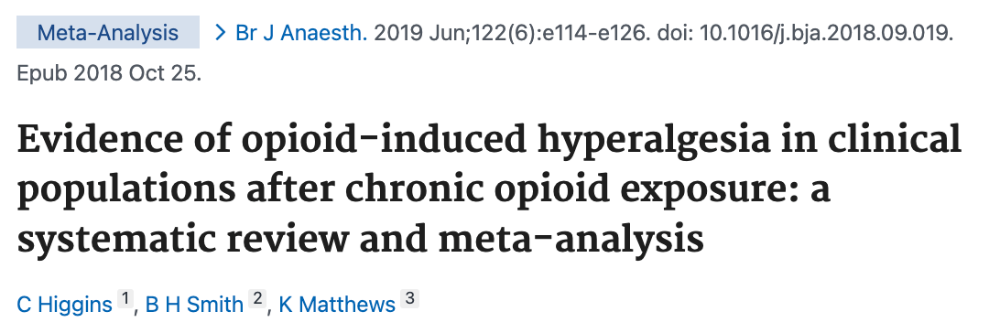 Meta-Analysis > Br J Anaesth. 2019 Jun;122(6):e114-e126. doi: 10.1016/j.bja.2018.09.019.
Epub 2018 Oct 25.
Evidence of opioid-induced hyperalgesia in clinical
populations after chronic opioid exposure: a
systematic review and meta-analysis
C Higgins 1, B H Smith 2, K Matthews 3